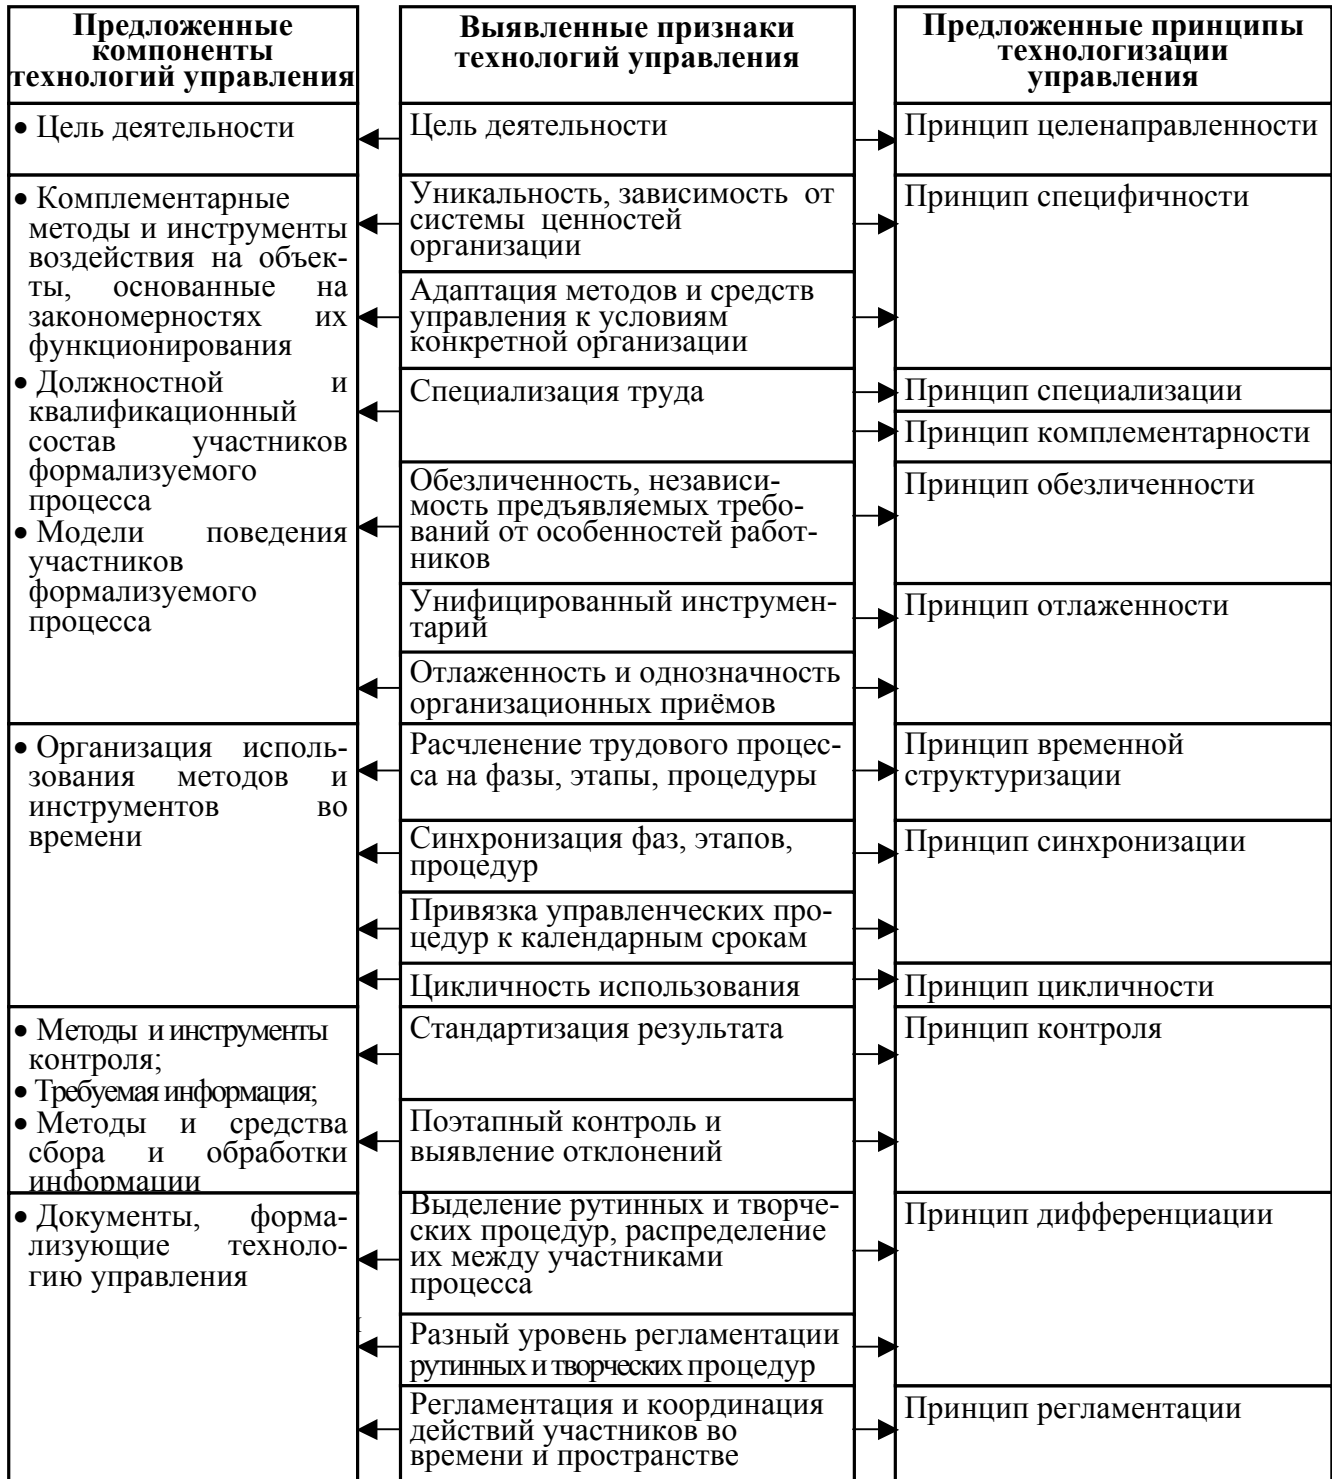 Предложенные
компоненты
технологий управления
• Цель деятельности
• Комплементарные
методы и инструменты
воздействия на объек-
ты, основанные на
закономерностях их
функционирования
• Должностной и
квалификационный
состав участников
формализуемого
процесса
• Модели поведения
участников
формализуемого
процесса
• Организация исполь-
зования методов и
инструментов во
времени
• Методы и инструменты
контроля;
• Требуемая информация;
• Методы и средства
сбора и обработки
информации
• Документы, форма-
лизующие техноло-
гию управления
Выявленные признаки
технологий управления
Цель деятельности
Уникальность, зависимость от
системы ценностей
организации
Адаптация методов и средств
управления к условиям
конкретной организации
Специализация труда
Обезличенность, независи-
мость предъявляемых требо-
ваний от особенностей работ-
ников
Унифицированный инструмен-
тарий
Отлаженность и однозначность
организационных приёмов
Расчленение трудового процес-
са на фазы, этапы, процедуры
Синхронизация фаз, этапов,
процедур
Привязка управленческих про-
цедур к календарным срокам
Цикличность использования
Стандартизация результата
Поэтапный контроль и
выявление отклонений
Выделение рутинных и творче-
ских процедур, распределение
их между участниками
процесса
Разный уровень регламентации
рутинных и творческих процедур
Регламентация и координация
действий участников во
времени и пространстве
Предложенные принципы
технологизации
управления
Принцип целенаправленности
Принцип специфичности
Принцип специализации
Принцип комплементарности
Принцип обезличенности
Принцип отлаженности
Принцип временной
структуризации
Принцип синхронизации
Принцип цикличности
Принцип контроля
Принцип дифференциации
Принцип регламентации